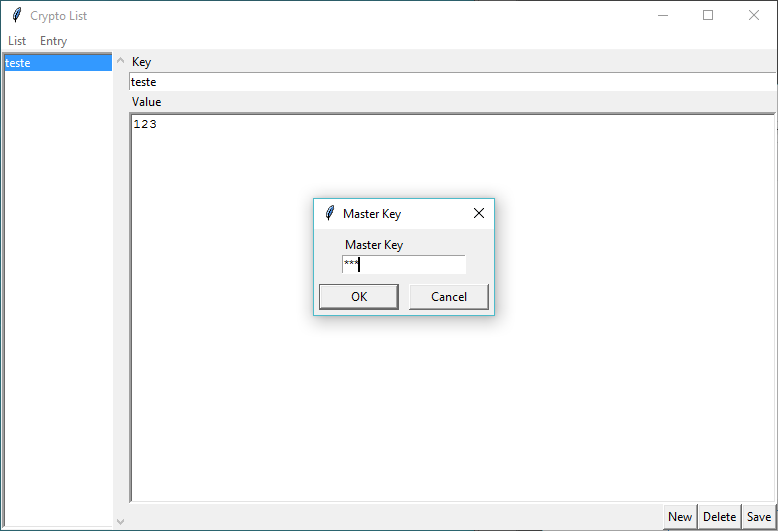 Crypto List
List Entry
teste
Key
teste
Value
123
Master Key
Master Key
***
OK Cancel
New Delete Save